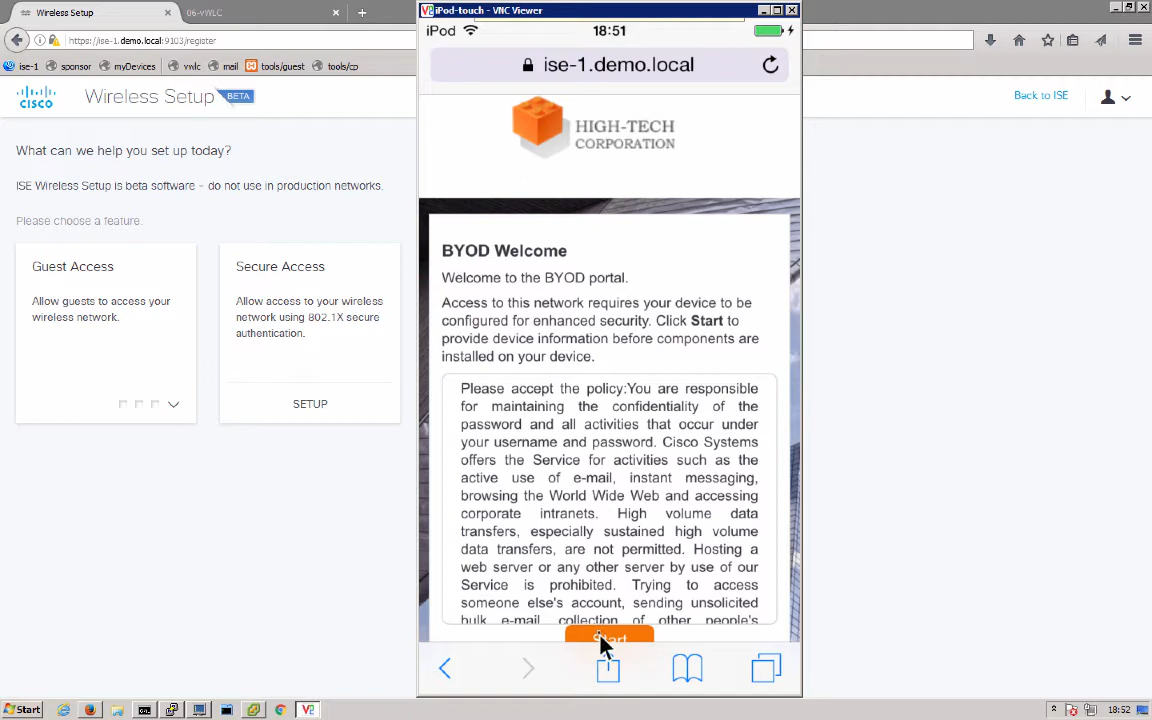 Wireless Setup
06-vWLC
https://ise-1.demo.local:9103/register
ise-1
sponsor
myDevices
vwlc
mail
tools/guest
tools/cp
CISCO
Wireless Setup
BETA
Back to ISE
What can we help you set up today?
ISE Wireless Setup is beta software - do not use in production networks.
Please choose a feature.
Guest Access
Allow guests to access your
wireless network.
Secure Access
Allow access to your wireless
network using 802.1X secure
authentication.
SETUP
iPod-touch - VNC Viewer
iPod
18:51
ise-1.demo.local
HIGH-TECH
CORPORATION
BYOD Welcome
Welcome to the BYOD portal.
Access to this network requires your device to be
configured for enhanced security. Click Start to
provide device information before components are
installed on your device.
Please accept the policy:You are responsible
for maintaining the confidentiality of the
password and all activities that occur under
your username and password. Cisco Systems
offers the Service for activities such as the
active use of e-mail, instant messaging,
browsing the World Wide Web and accessing
corporate intranets. High volume data
transfers, especially sustained high volume
data transfers, are not permitted. Hosting a
web server or any other server by use of our
Service is prohibited. Trying to access
someone else's account, sending unsolicited
bulk e-mail, collection of other people's
Start
Start
18:52